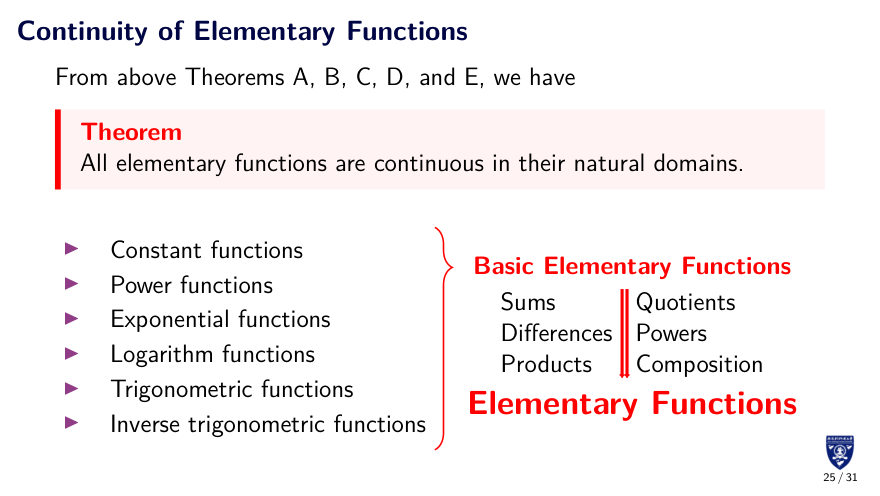 Continuity of Elementary Functions
From above Theorems A, B, C, D, and E, we have
Theorem
All elementary functions are continuous in their natural domains.
Constant functions
Power functions
Exponential functions
Logarithm functions
Trigonometric functions
Inverse trigonometric functions
Basic Elementary Functions
Sums
Differences
Products
Quotients
Powers
Composition
Elementary Functions
25 / 31